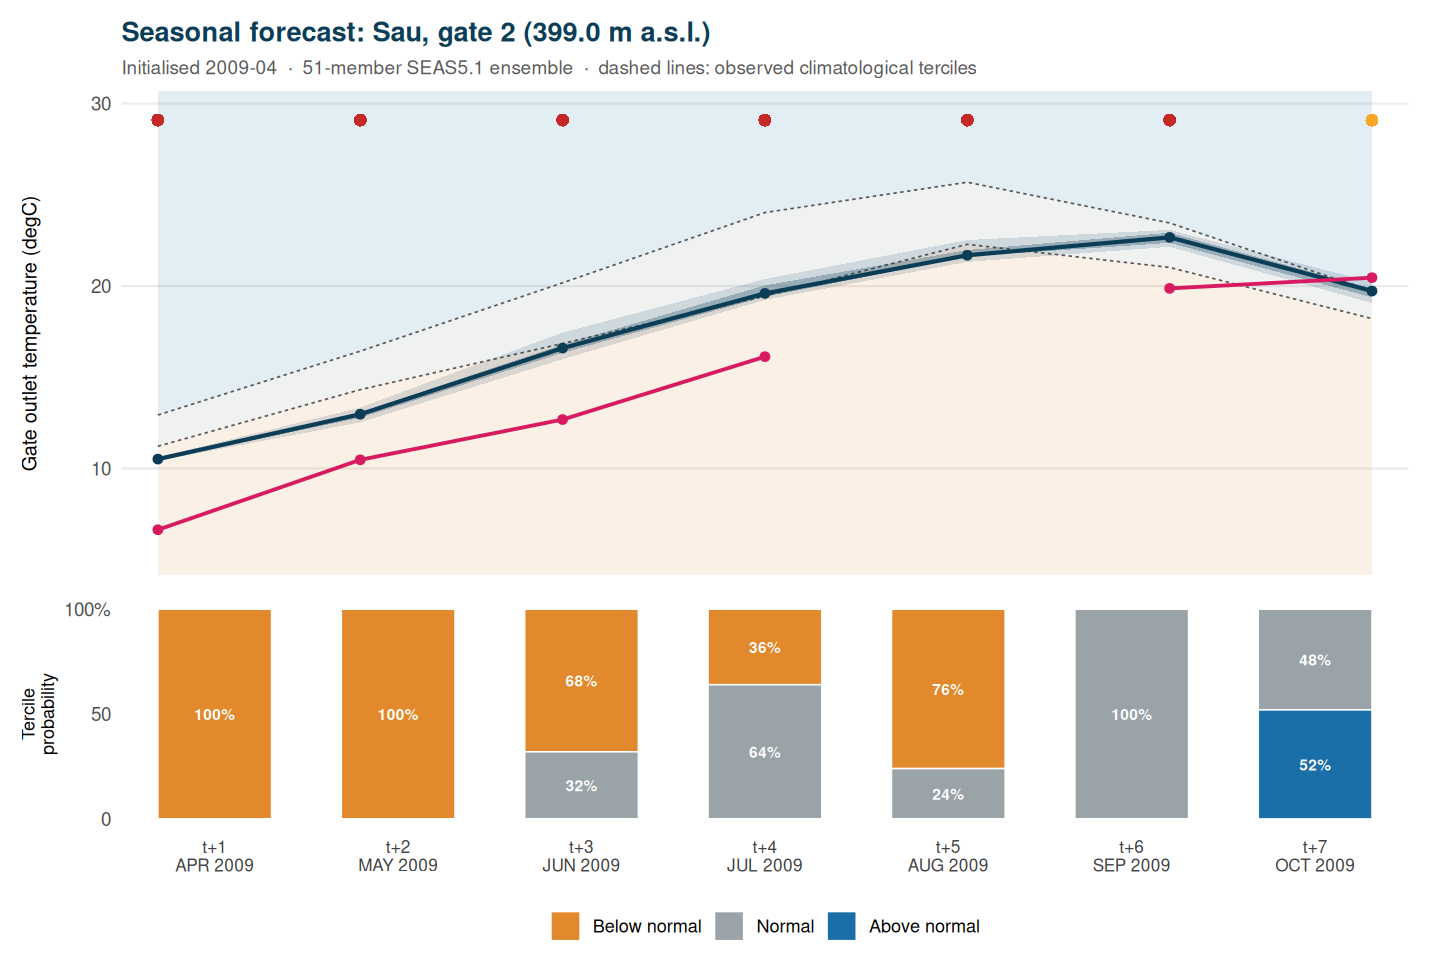 Seasonal forecast: Sau, gate 2 (399.0 m a.s.l.)
Initialised 2009-04 · 51-member SEAS5.1 ensemble · dashed lines: observed climatological terciles
Gate outlet temperature (degC)
30
20
10
Tercile
probability
100%
50
0
100%
100%
68%
32%
36%
64%
76%
24%
100%
48%
52%
t+1
APR 2009
t+2
MAY 2009
t+3
JUN 2009
t+4
JUL 2009
t+5
AUG 2009
t+6
SEP 2009
t+7
OCT 2009
Below normal
Normal
Above normal